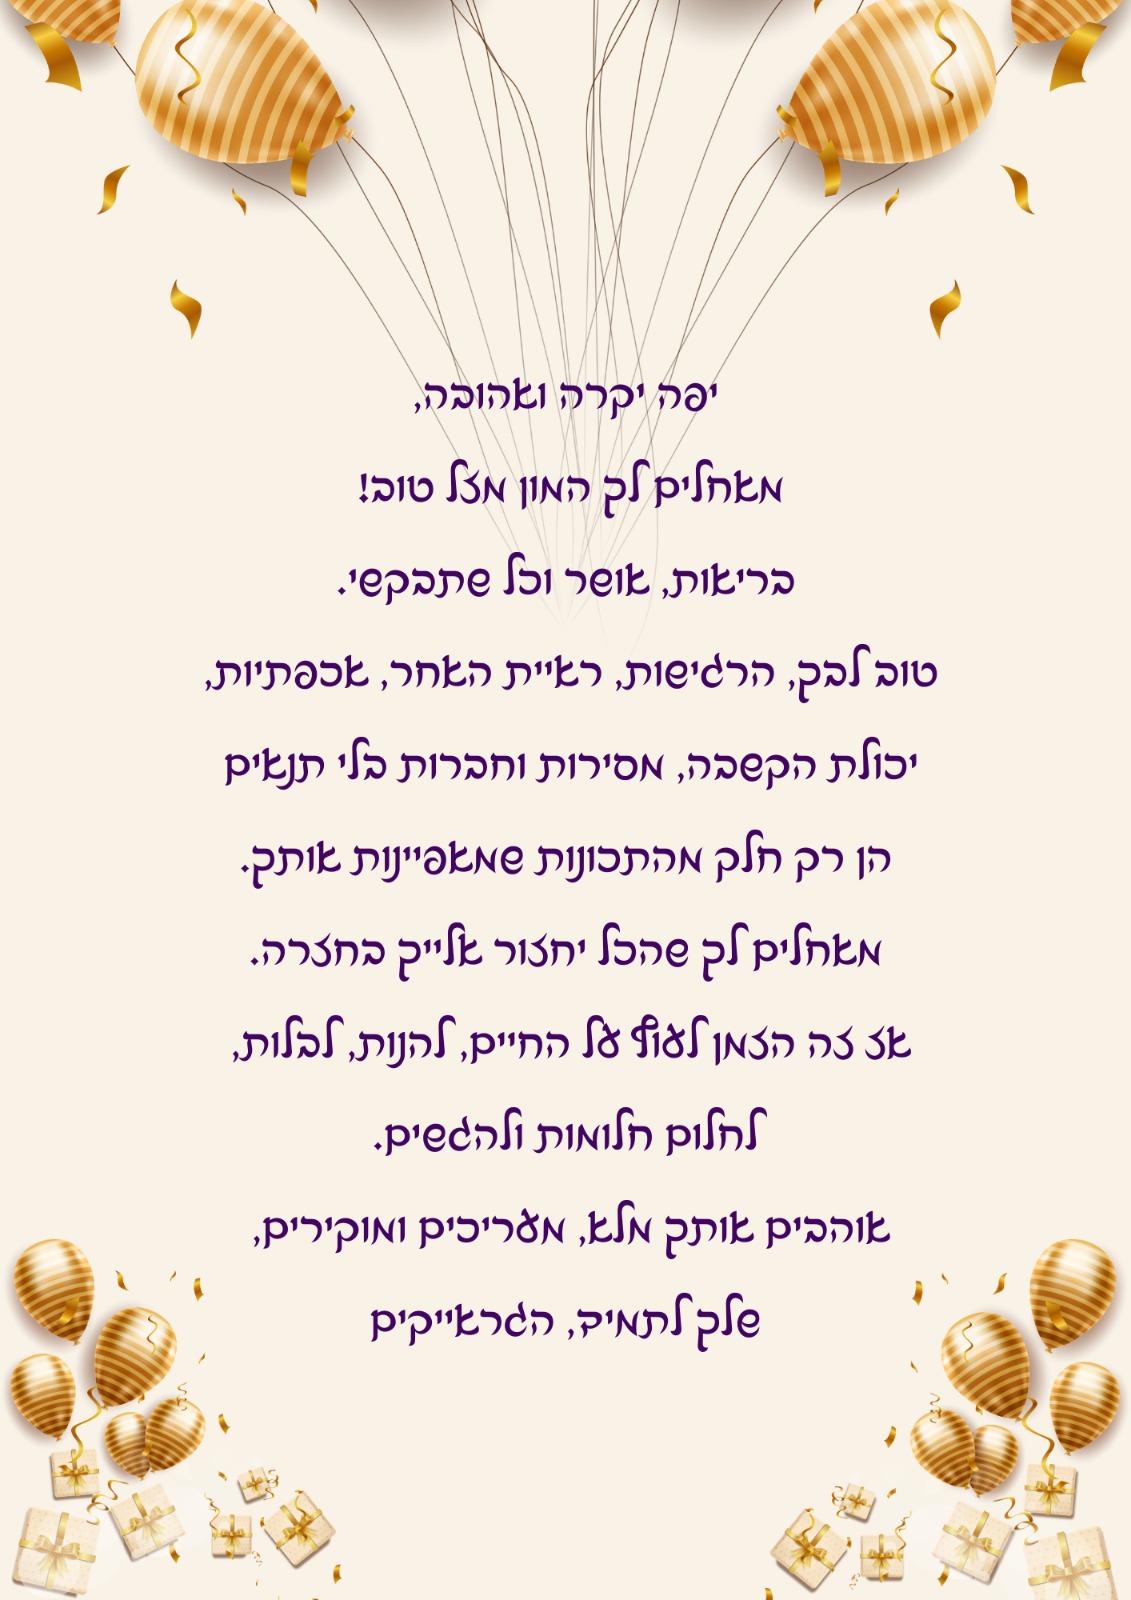 יפה יקרה ואהובה,
מאחלים לך המון מזל טוב!
בריאות, אושר וכל שתבקשי.
טוב לבך, הרגישות, ראיית האחר, אכפתיות,
יכולת הקשבה, מסירות וחברות בלי תנאים
הן רק חלק מהתכונות שמאפיינות אותך.
מאחלים לך שהכל יחזור אלייך בחזרה.
אז זה הזמן לעוף על החיים, להנות, לבלות,
לחלום חלומות ולהגשים.
אוהבים אותך מלא, מעריכים ומוקירים,
שלך לתמיד, הגראייקים